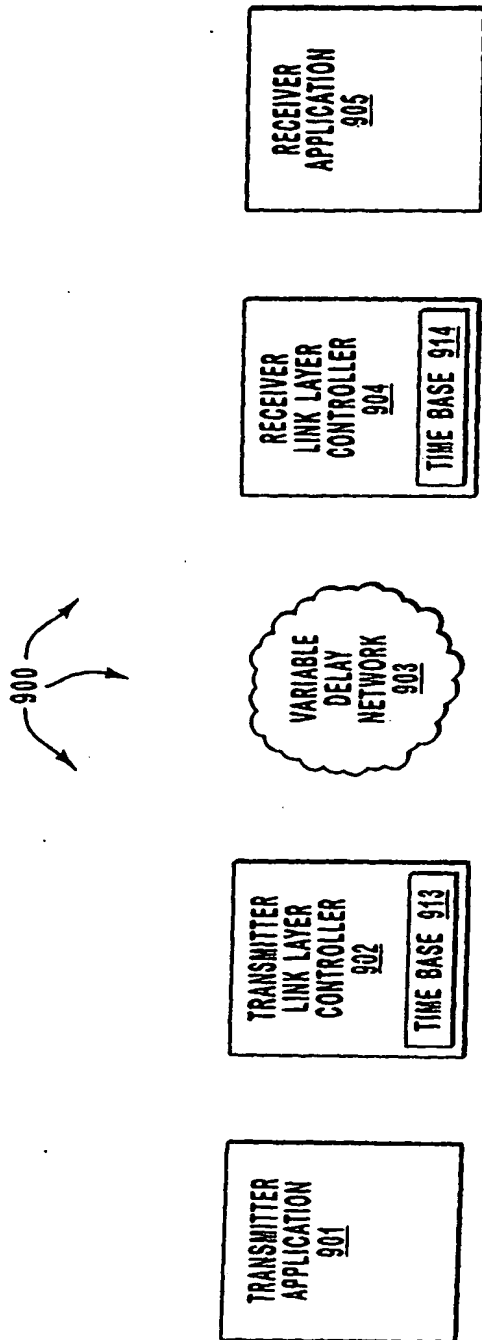 900
TRANSMITTER
APPLICATION
901
TRANSMITTER
LINK LAYER
CONTROLLER
902
TIME BASE 913
VARIABLE
DELAY
NETWORK
903
RECEIVER
LINK LAYER
CONTROLLER
904
TIME BASE 914
RECEIVER
APPLICATION
905